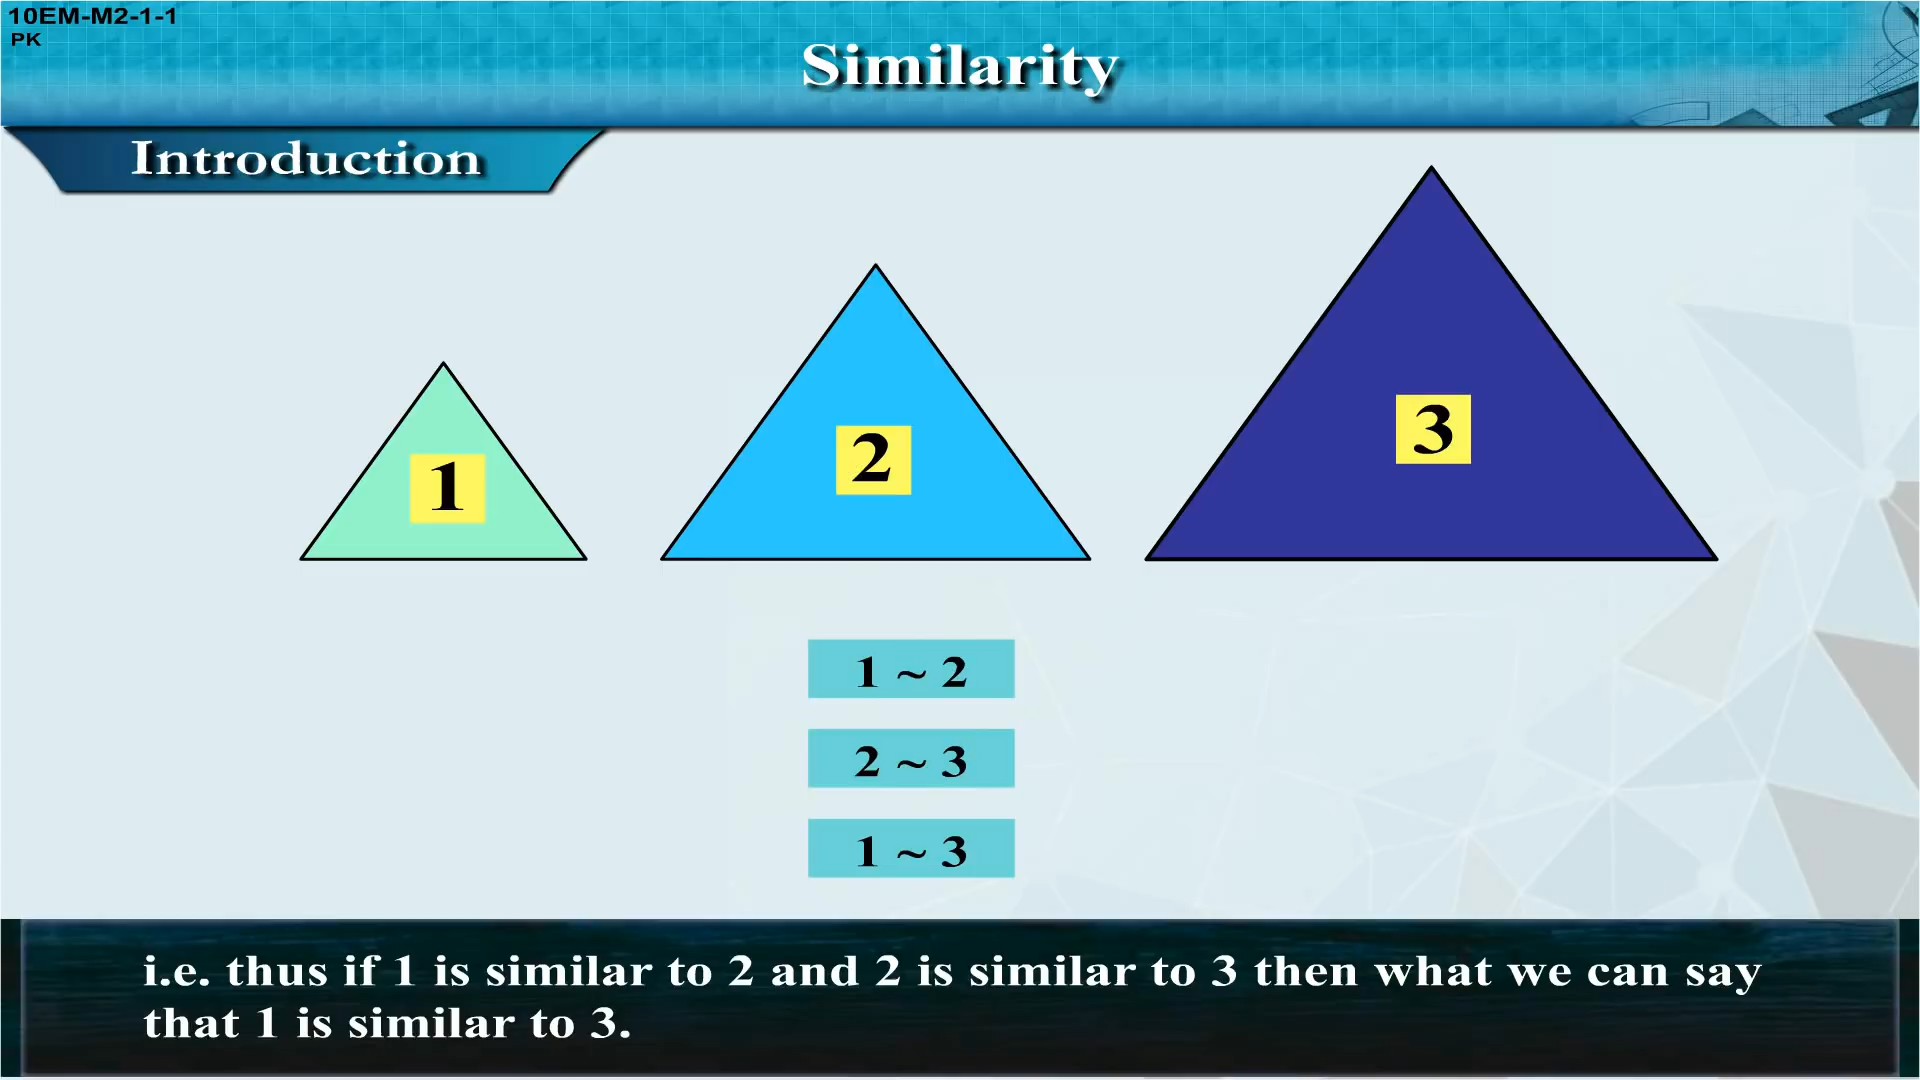 10EM-M2-1-1
PK
Similarity
Introduction
1
2
3
1 ~ 2
2 ~ 3
1 ~ 3
i.e. thus if 1 is similar to 2 and 2 is similar to 3 then what we can say
that 1 is similar to 3.